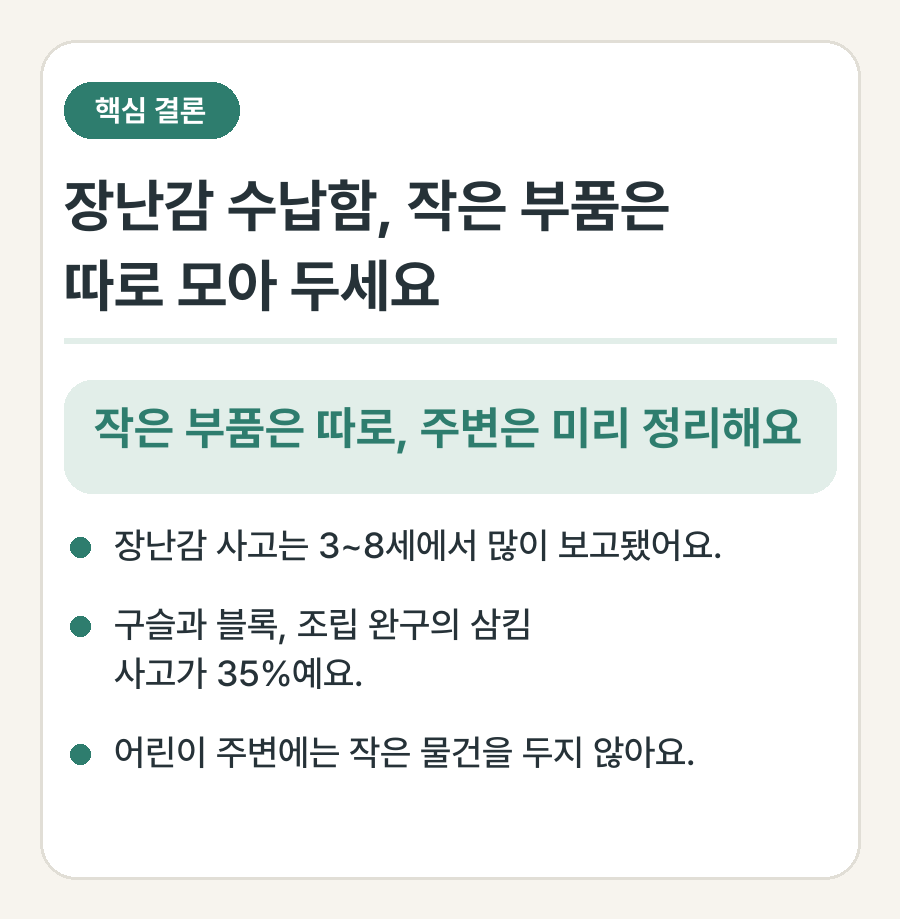 핵심 결론
장난감 수납함, 작은 부품은
따로 모아 두세요
작은 부품은 따로, 주변은 미리 정리해요
장난감 사고는 3~8세에서 많이 보고됐어요.
구슬과 블록, 조립 완구의 삼킴
사고가 35%예요.
어린이 주변에는 작은 물건을 두지 않아요.